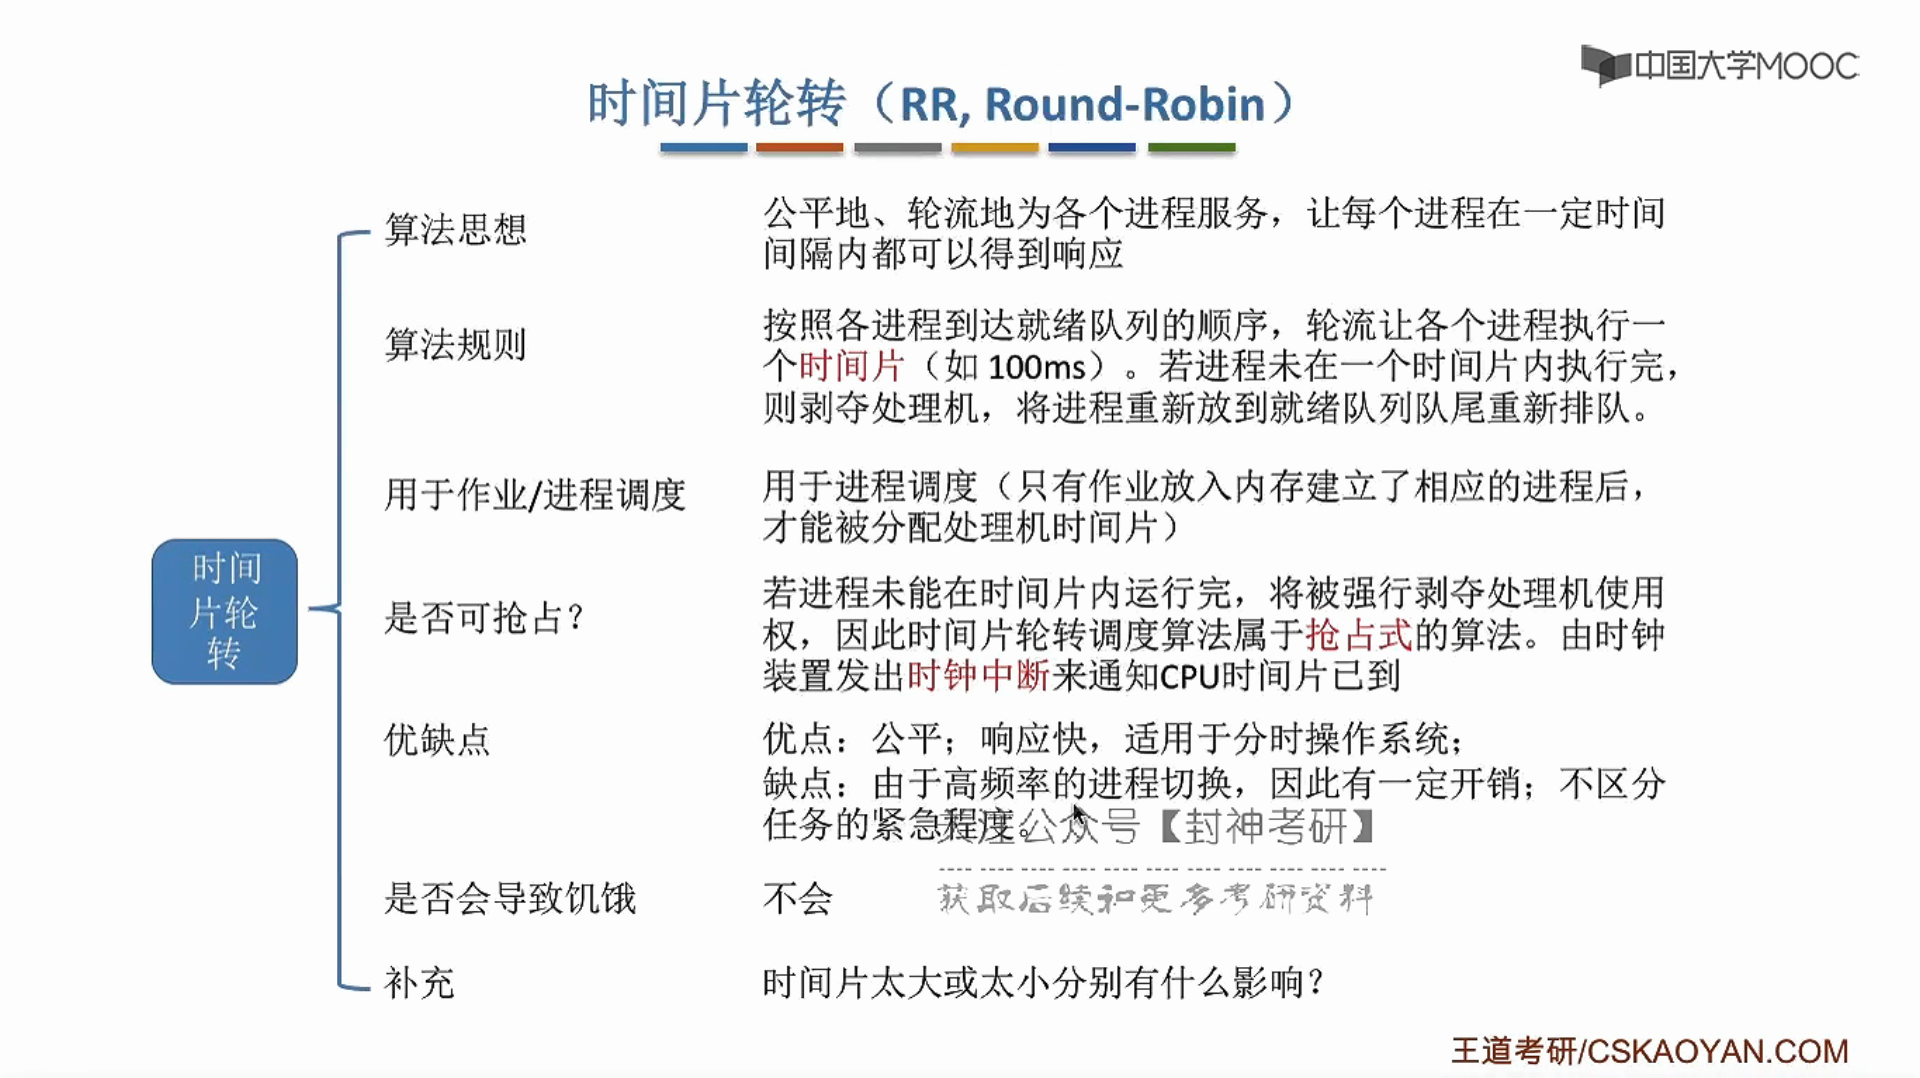 中国大学MOOC
时间片轮转（RR, Round-Robin）
算法思想
公平地、轮流地为各个进程服务，让每个进程在一定时间
间隔内都可以得到响应
算法规则
按照各进程到达就绪队列的顺序，轮流让各个进程执行一
个时间片（如 100ms）。若进程未在一个时间片内执行完，
则剥夺处理机，将进程重新放到就绪队列队尾重新排队。
用于作业/进程调度
用于进程调度（只有作业放入内存建立了相应的进程后，
才能被分配处理机时间片）
时间
片轮
转
是否可抢占？
若进程未能在时间片内运行完，将被强行剥夺处理机使用
权，因此时间片轮转调度算法属于抢占式的算法。由时钟
装置发出时钟中断来通知CPU时间片已到
优缺点
优点：公平；响应快，适用于分时操作系统；
缺点：由于高频率的进程切换，因此有一定开销；不区分
任务的紧急程度。
公众号【封神考研】
是否会导致饥饿
不会
获取后续和更多考研资料
补充
时间片太大或太小分别有什么影响？
王道考研/CSKAOYAN.COM